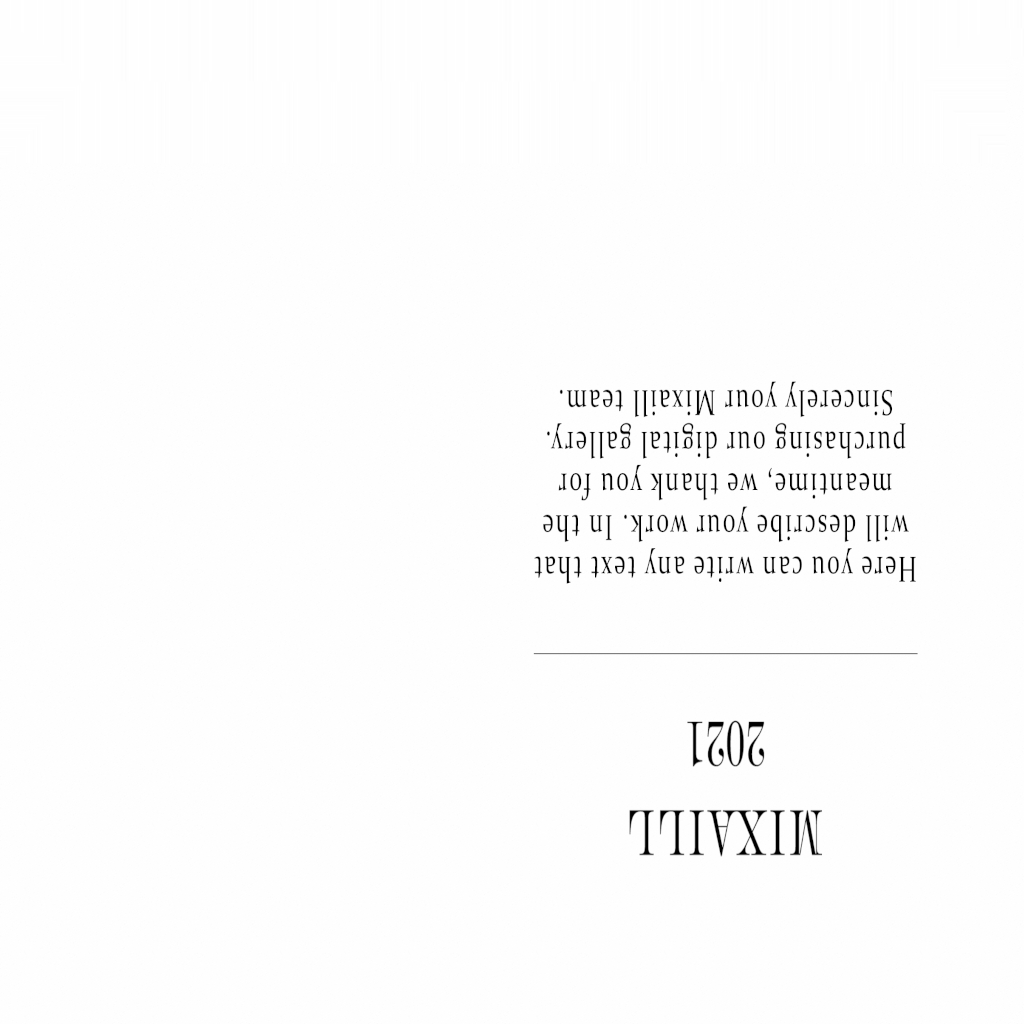 MIXAILL
2021
Here you can write any text that
will describe your work. In the
meantime, we thank you for
purchasing our digital gallery.
Sincerely your Mixaill team.